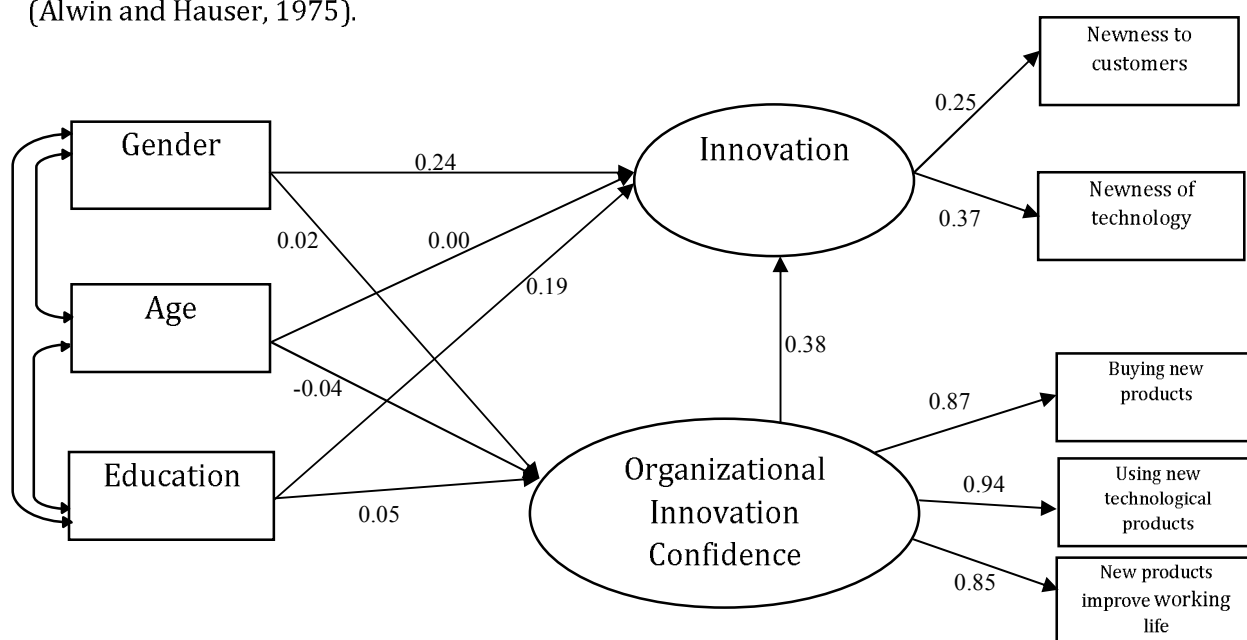 (Alwin and Hauser, 1975).
Newness to
customers
0.25
Gender
Innovation
0.24
Newness of
technology
0.37
0.02
0.00
0.19
Age
0.38
-0.04
Buying new
products
0.87
Education
Organizational
Innovation
Confidence
0.05
0.94
Using new
technological
products
0.85
New products
improve working
life